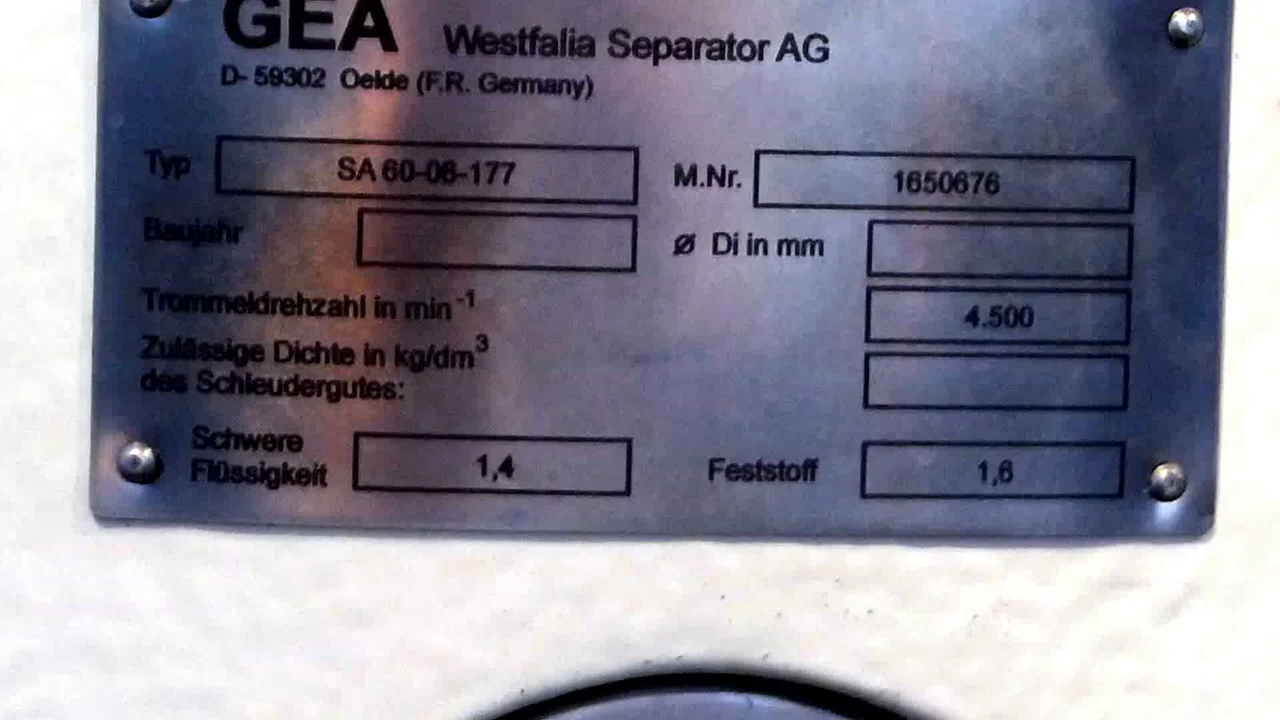 GEA Westfalia Separator AG
D- 59302 Oelde (F.R. Germany)
Typ SA 60-06-177 M.Nr. 1650676
Baujahr ø Di in mm
Trommeldrehzahl in min⁻¹ 4.500
Zulässige Dichte in kg/dm³
des Schleudergutes:
Schwere
Flüssigkeit 1,4 Feststoff 1,6